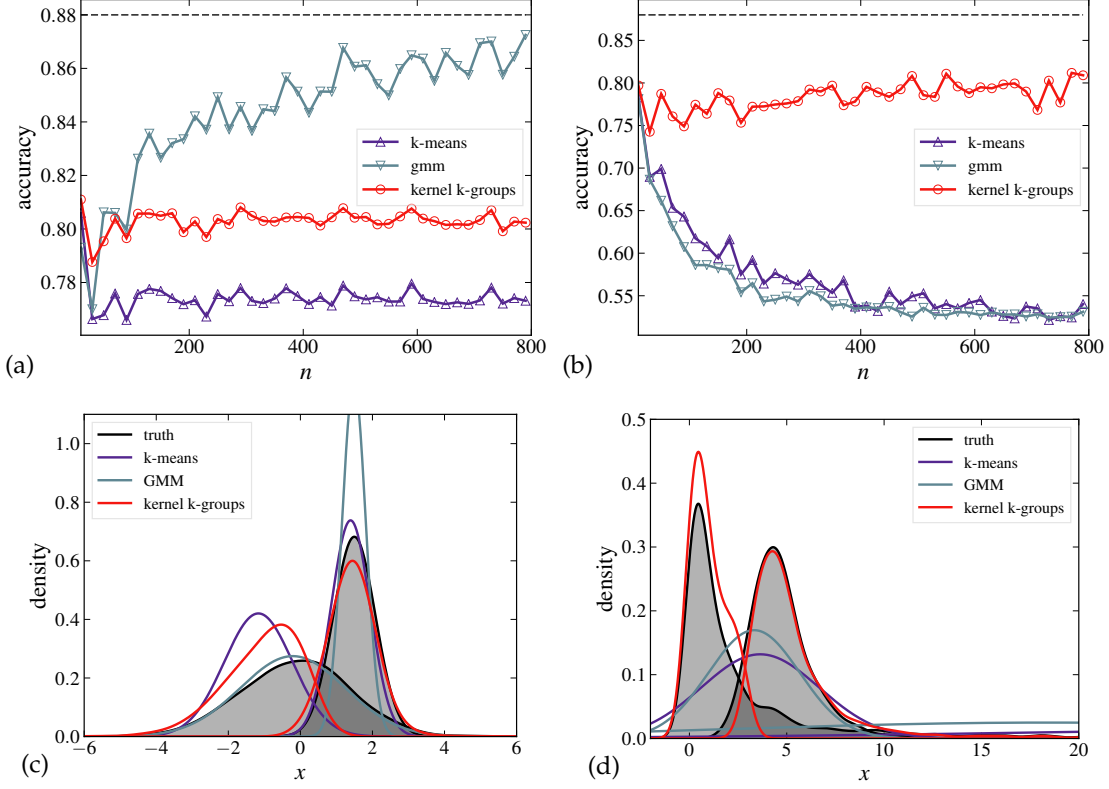 0.88
0.86
0.84
0.82
0.80
0.78
accuracy
200
400
600
800
n
k-means
gmm
kernel k-groups
(a)
0.85
0.80
0.75
0.70
0.65
0.60
0.55
accuracy
200
400
600
800
n
k-means
gmm
kernel k-groups
(b)
1.0
0.8
0.6
0.4
0.2
0.0
density
−6
−4
−2
0
2
4
6
x
truth
k-means
GMM
kernel k-groups
(c)
0.5
0.4
0.3
0.2
0.1
0.0
density
0
5
10
15
20
x
truth
k-means
GMM
kernel k-groups
(d)